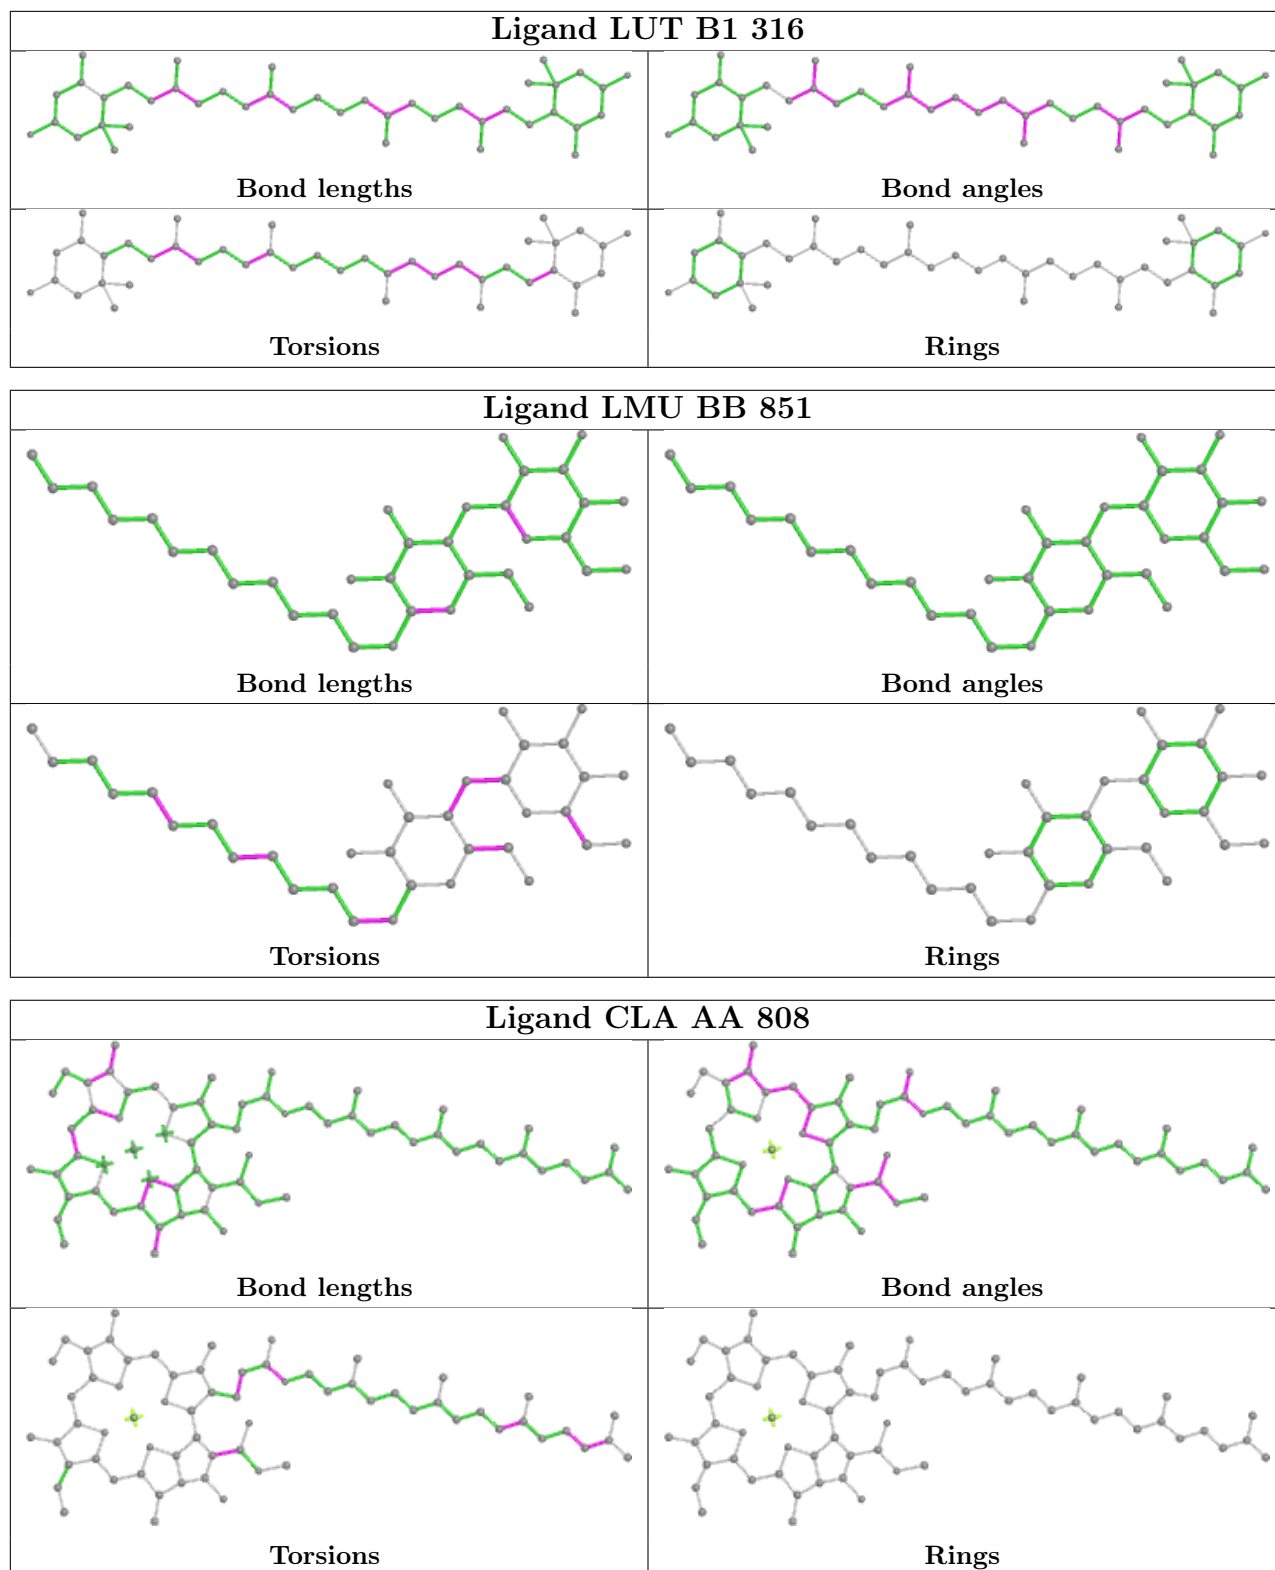 Ligand LUT B1 316
Bond lengths
Bond angles
Torsions
Rings
Ligand LMU BB 851
Bond lengths
Bond angles
Torsions
Rings
Ligand CLA AA 808
Bond lengths
Bond angles
Torsions
Rings